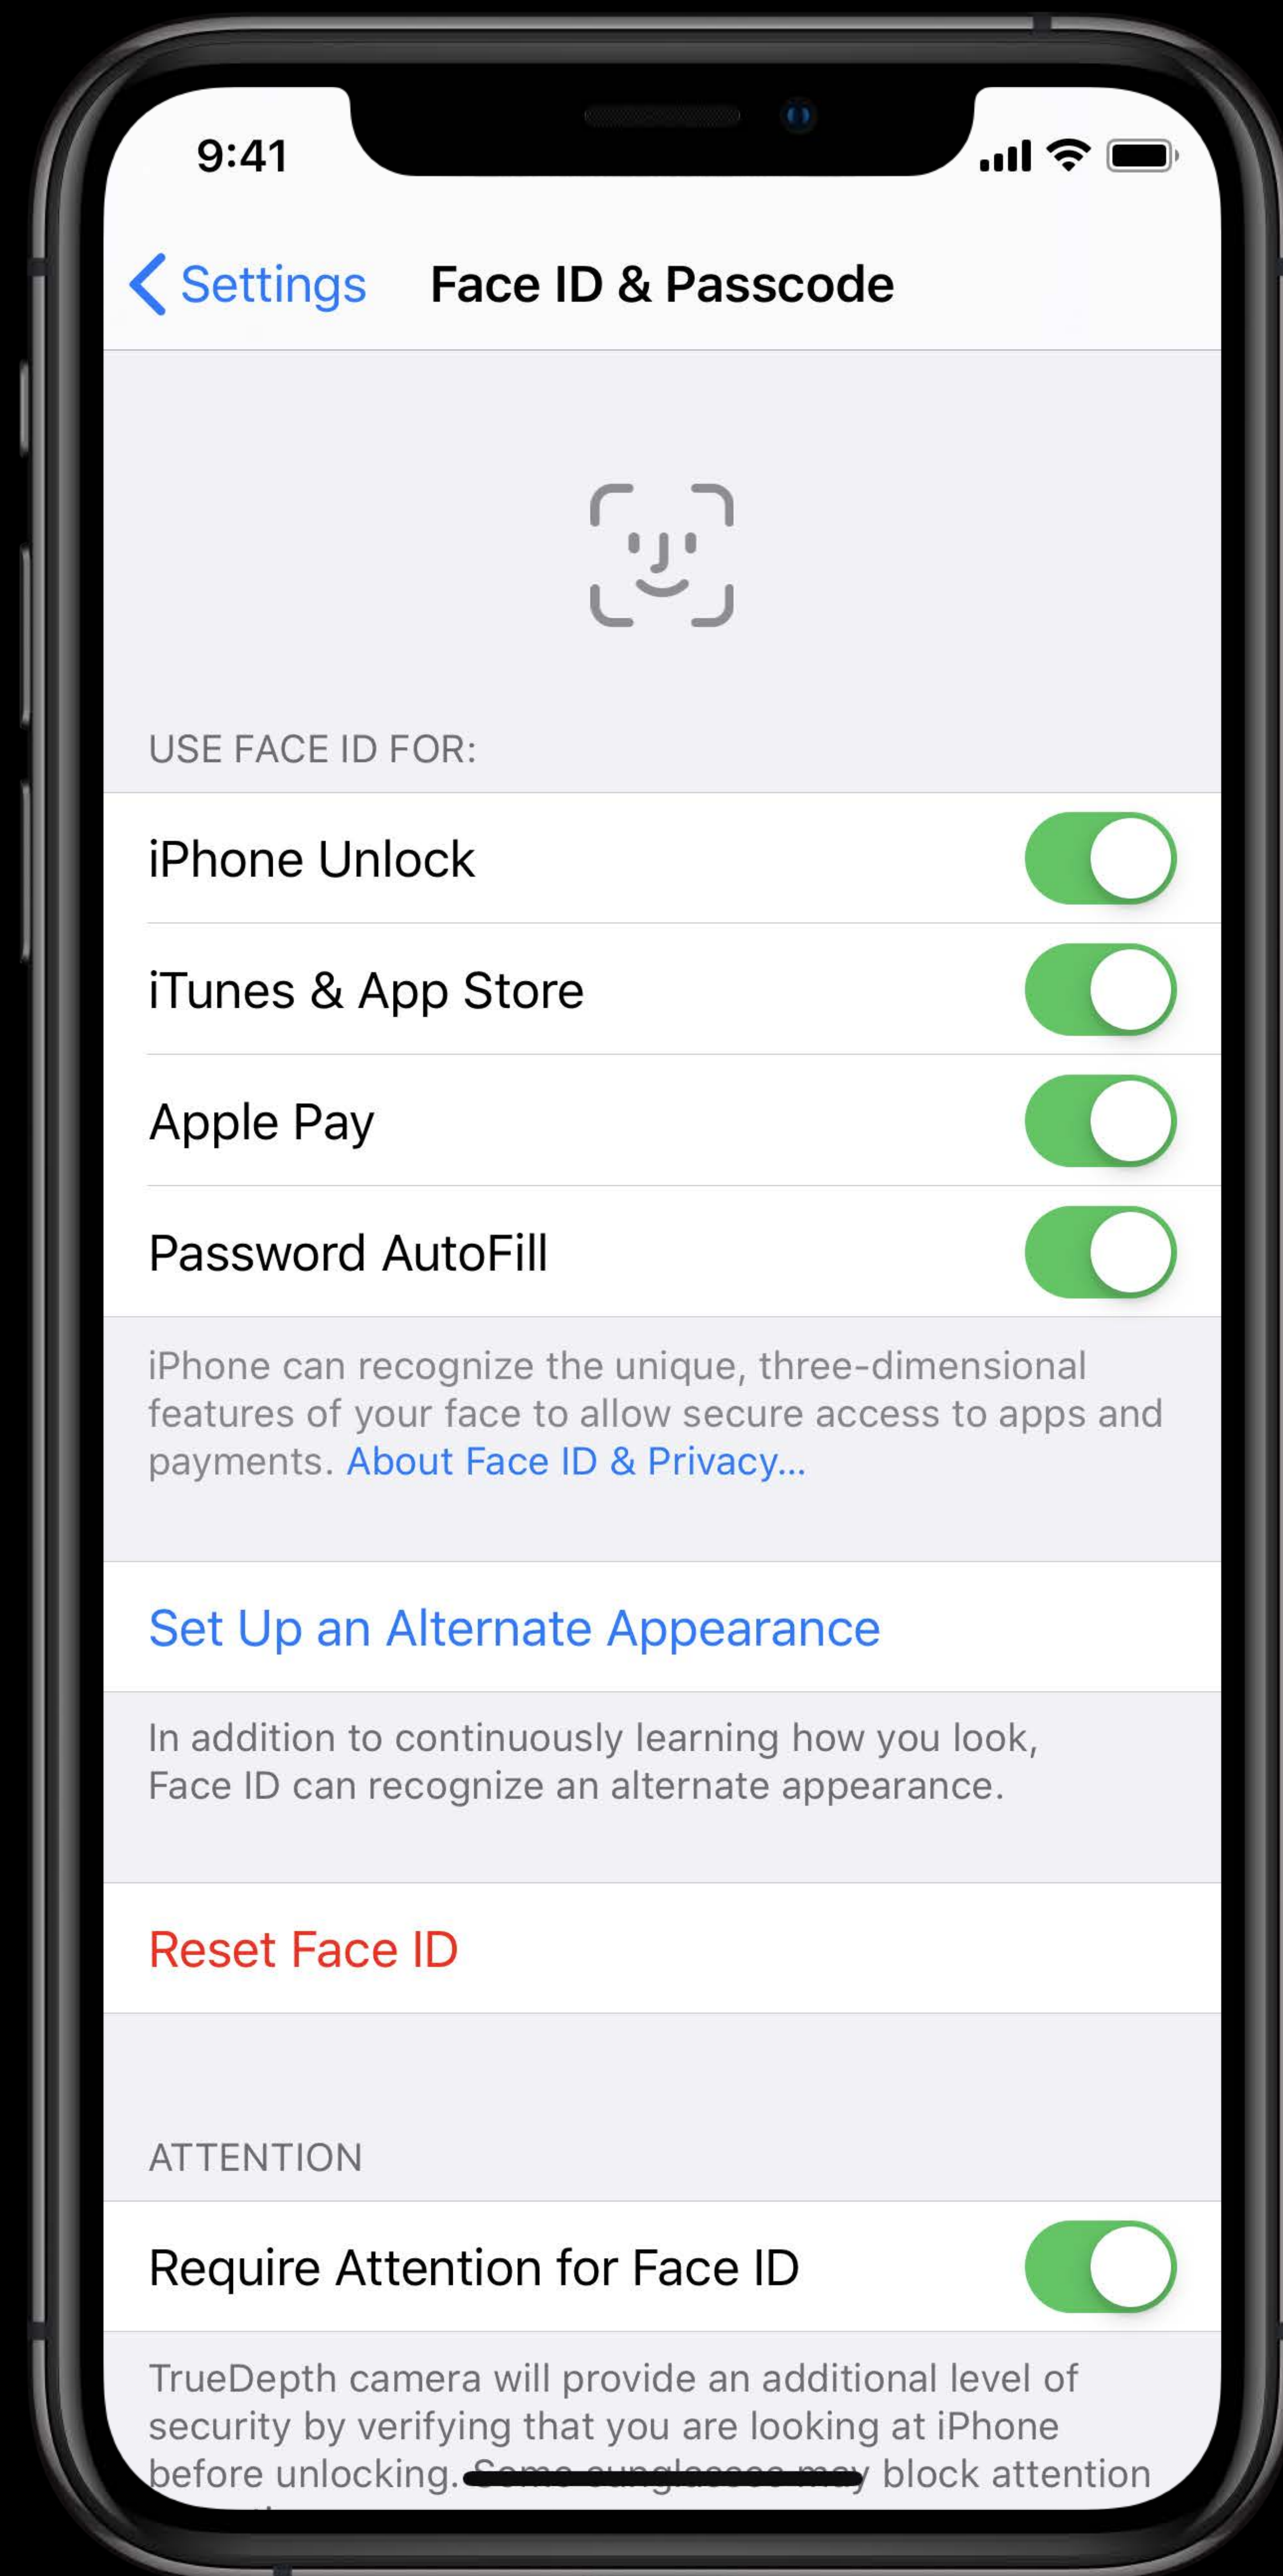 9:41
Settings
Face ID & Passcode
USE FACE ID FOR:
iPhone Unlock
iTunes & App Store
Apple Pay
Password AutoFill
iPhone can recognize the unique, three-dimensional
features of your face to allow secure access to apps and
payments. About Face ID & Privacy...
Set Up an Alternate Appearance
In addition to continuously learning how you look,
Face ID can recognize an alternate appearance.
Reset Face ID
ATTENTION
Require Attention for Face ID
TrueDepth camera will provide an additional level of
security by verifying that you are looking at iPhone
before unlocking. Some sunglasses may block attention